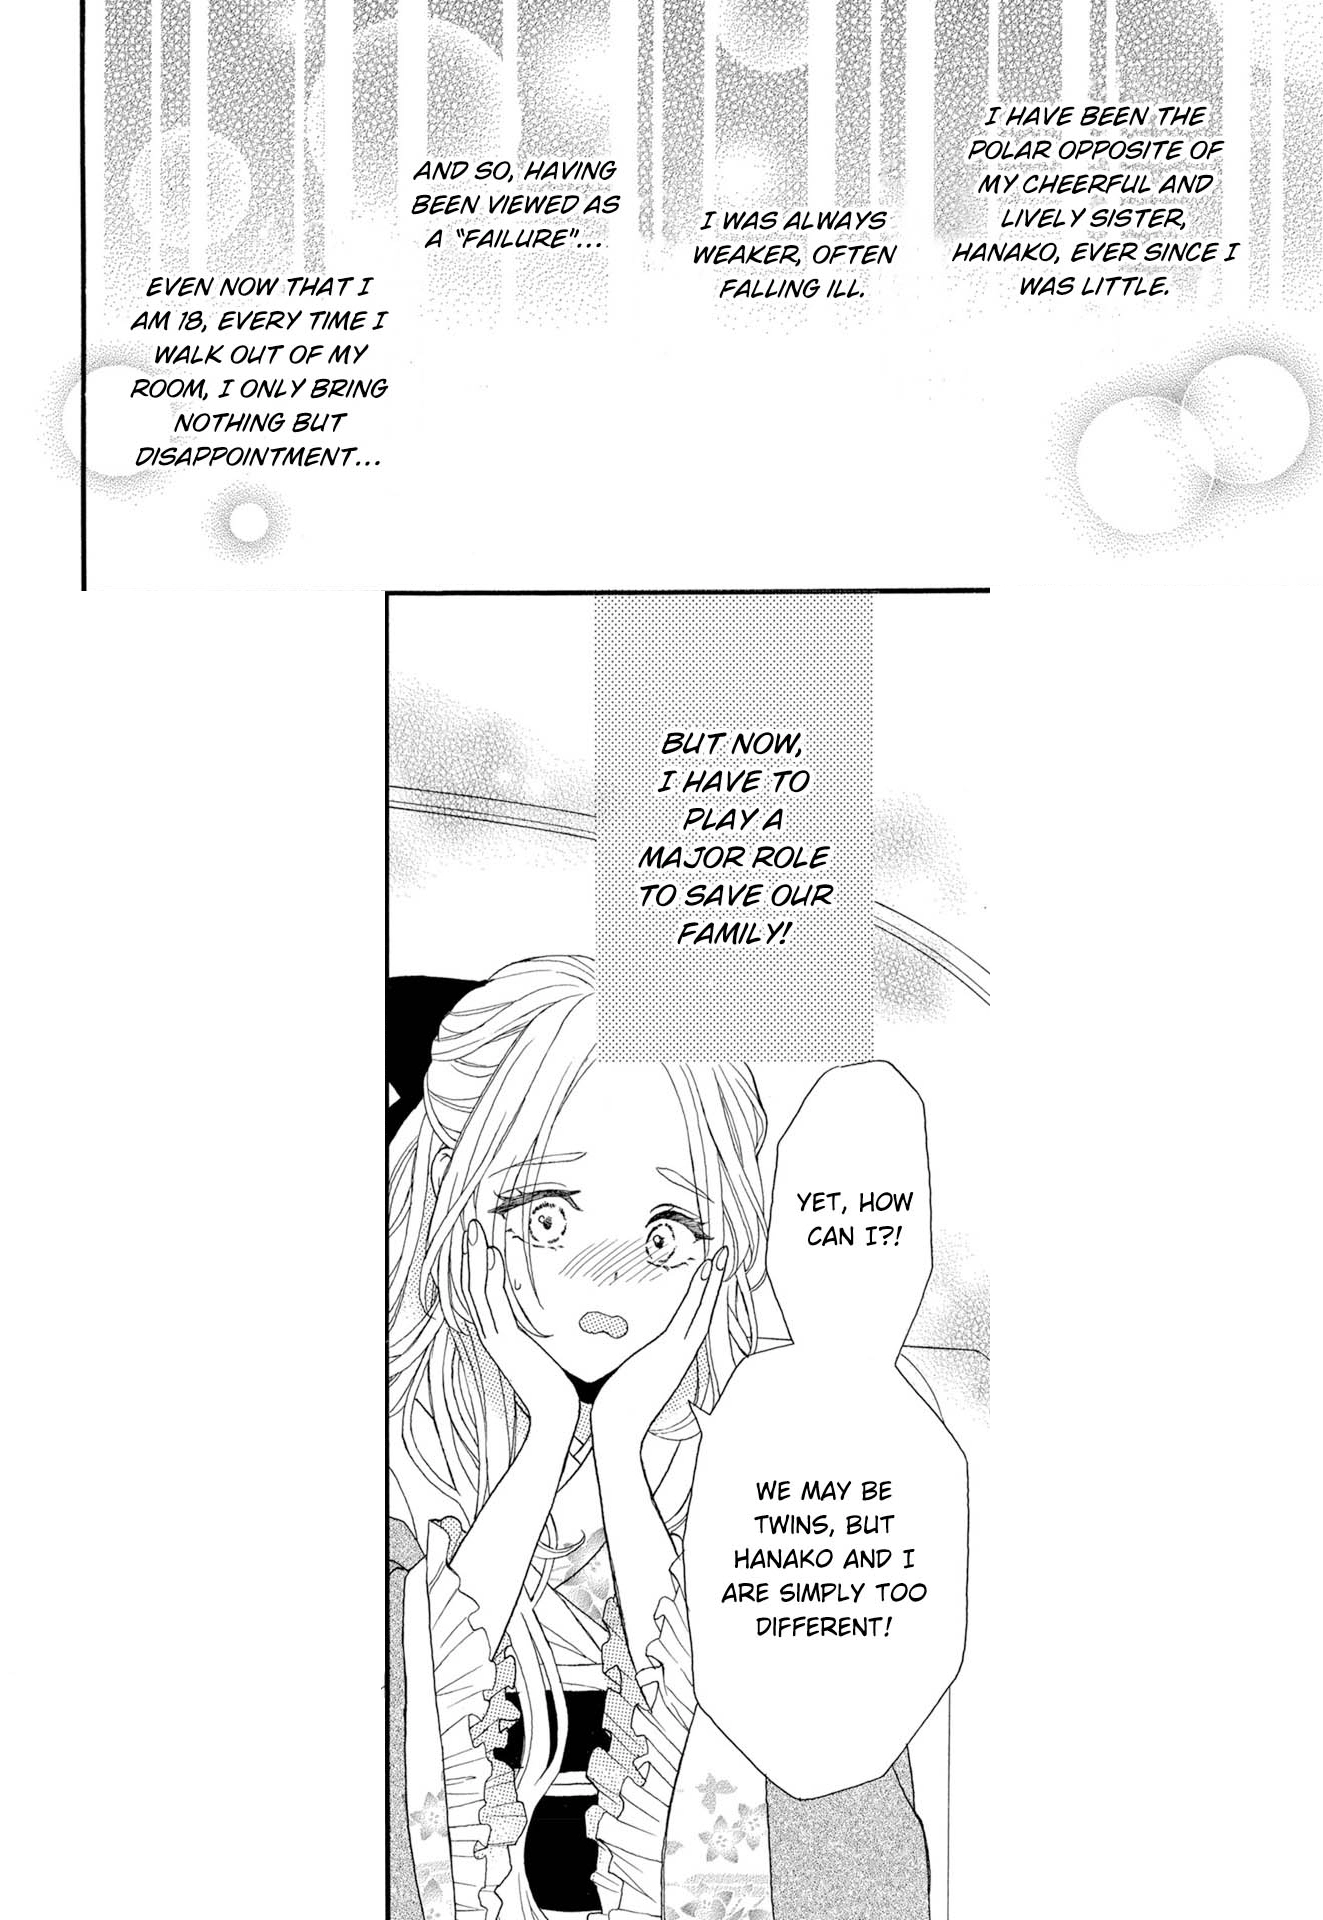 I HAVE BEEN THE
POLAR OPPOSITE OF
MY CHEERFUL AND
LIVELY SISTER,
HANAKO, EVER SINCE I
WAS LITTLE.
I WAS ALWAYS
WEAKER, OFTEN
FALLING ILL.
AND SO, HAVING
BEEN VIEWED AS
A "FAILURE"...
EVEN NOW THAT I
AM 18, EVERY TIME I
WALK OUT OF MY
ROOM, I ONLY BRING
NOTHING BUT
DISAPPOINTMENT...
BUT NOW,
I HAVE TO
PLAY A
MAJOR ROLE
TO SAVE OUR
FAMILY!
YET, HOW
CAN I?!
WE MAY BE
TWINS, BUT
HANAKO AND I
ARE SIMPLY TOO
DIFFERENT!